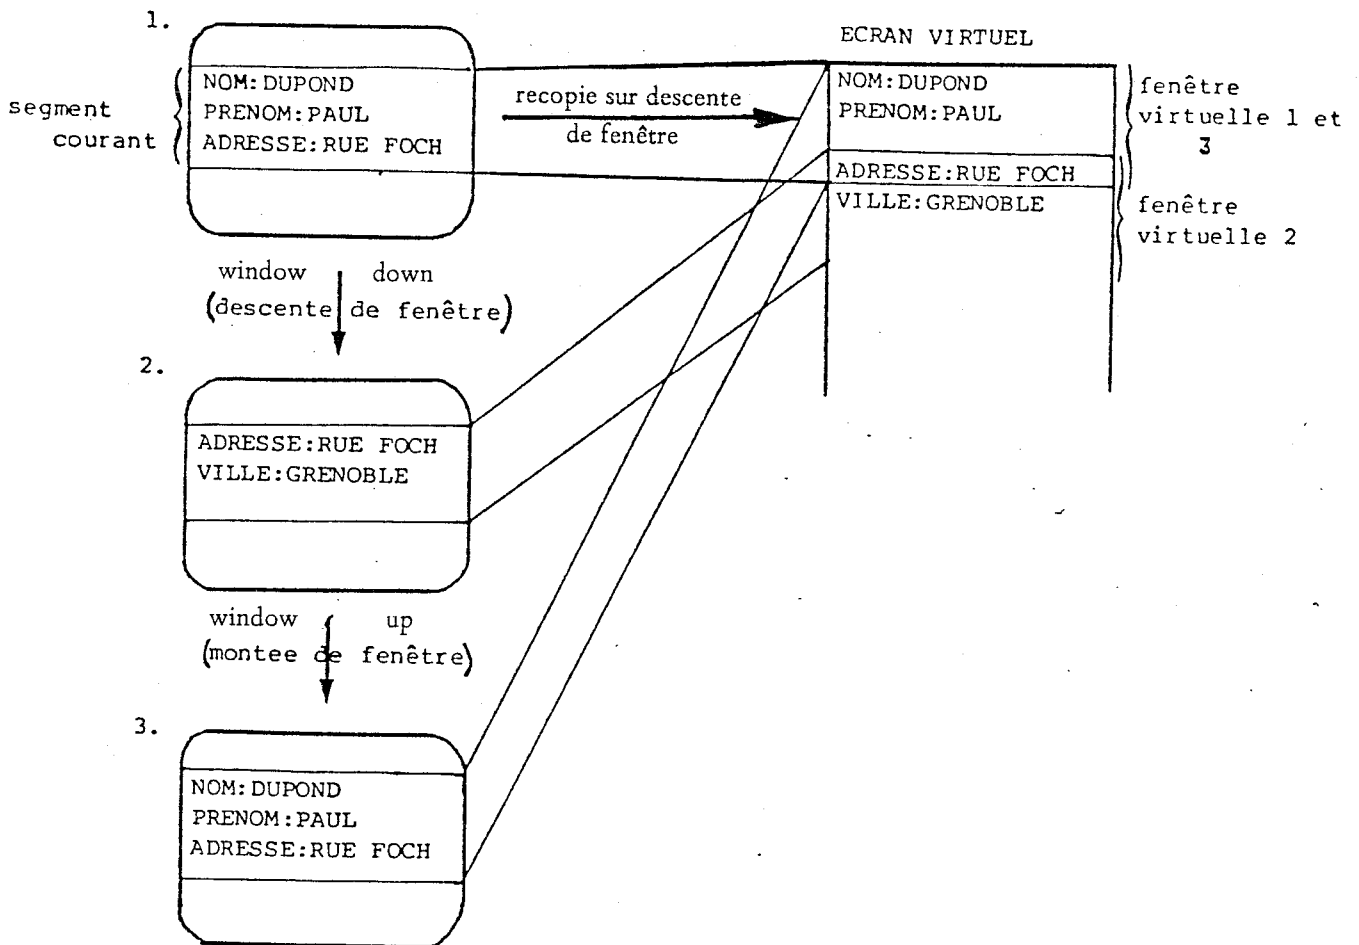 1.
NOM:DUPOND
PRENOM:PAUL
ADRESSE:RUE FOCH
segment
courant
recopie sur descente
de fenêtre
ECRAN VIRTUEL
NOM:DUPOND
PRENOM:PAUL
ADRESSE:RUE FOCH
VILLE:GRENOBLE
fenêtre
virtuelle 1 et
3
fenêtre
virtuelle 2
window down
(descente de fenêtre)
2.
ADRESSE:RUE FOCH
VILLE:GRENOBLE
window up
(montee de fenêtre)
3.
NOM:DUPOND
PRENOM:PAUL
ADRESSE:RUE FOCH